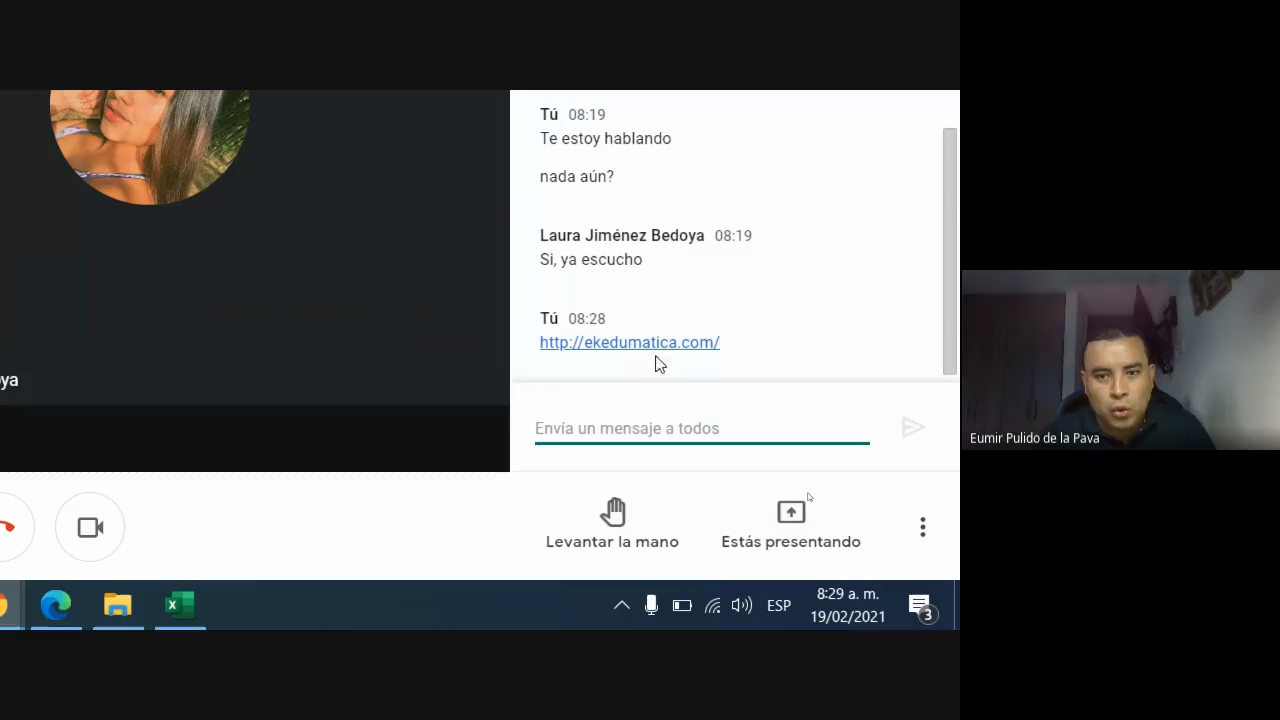 Tú 08:19
Te estoy hablando
nada aún?
Laura Jiménez Bedoya 08:19
Si, ya escucho
Tú 08:28
http://ekedumatica.com/
oya
Envía un mensaje a todos
Levantar la mano
Estás presentando
ESP
8:29 a. m.
19/02/2021
3
Eumir Pulido de la Pava